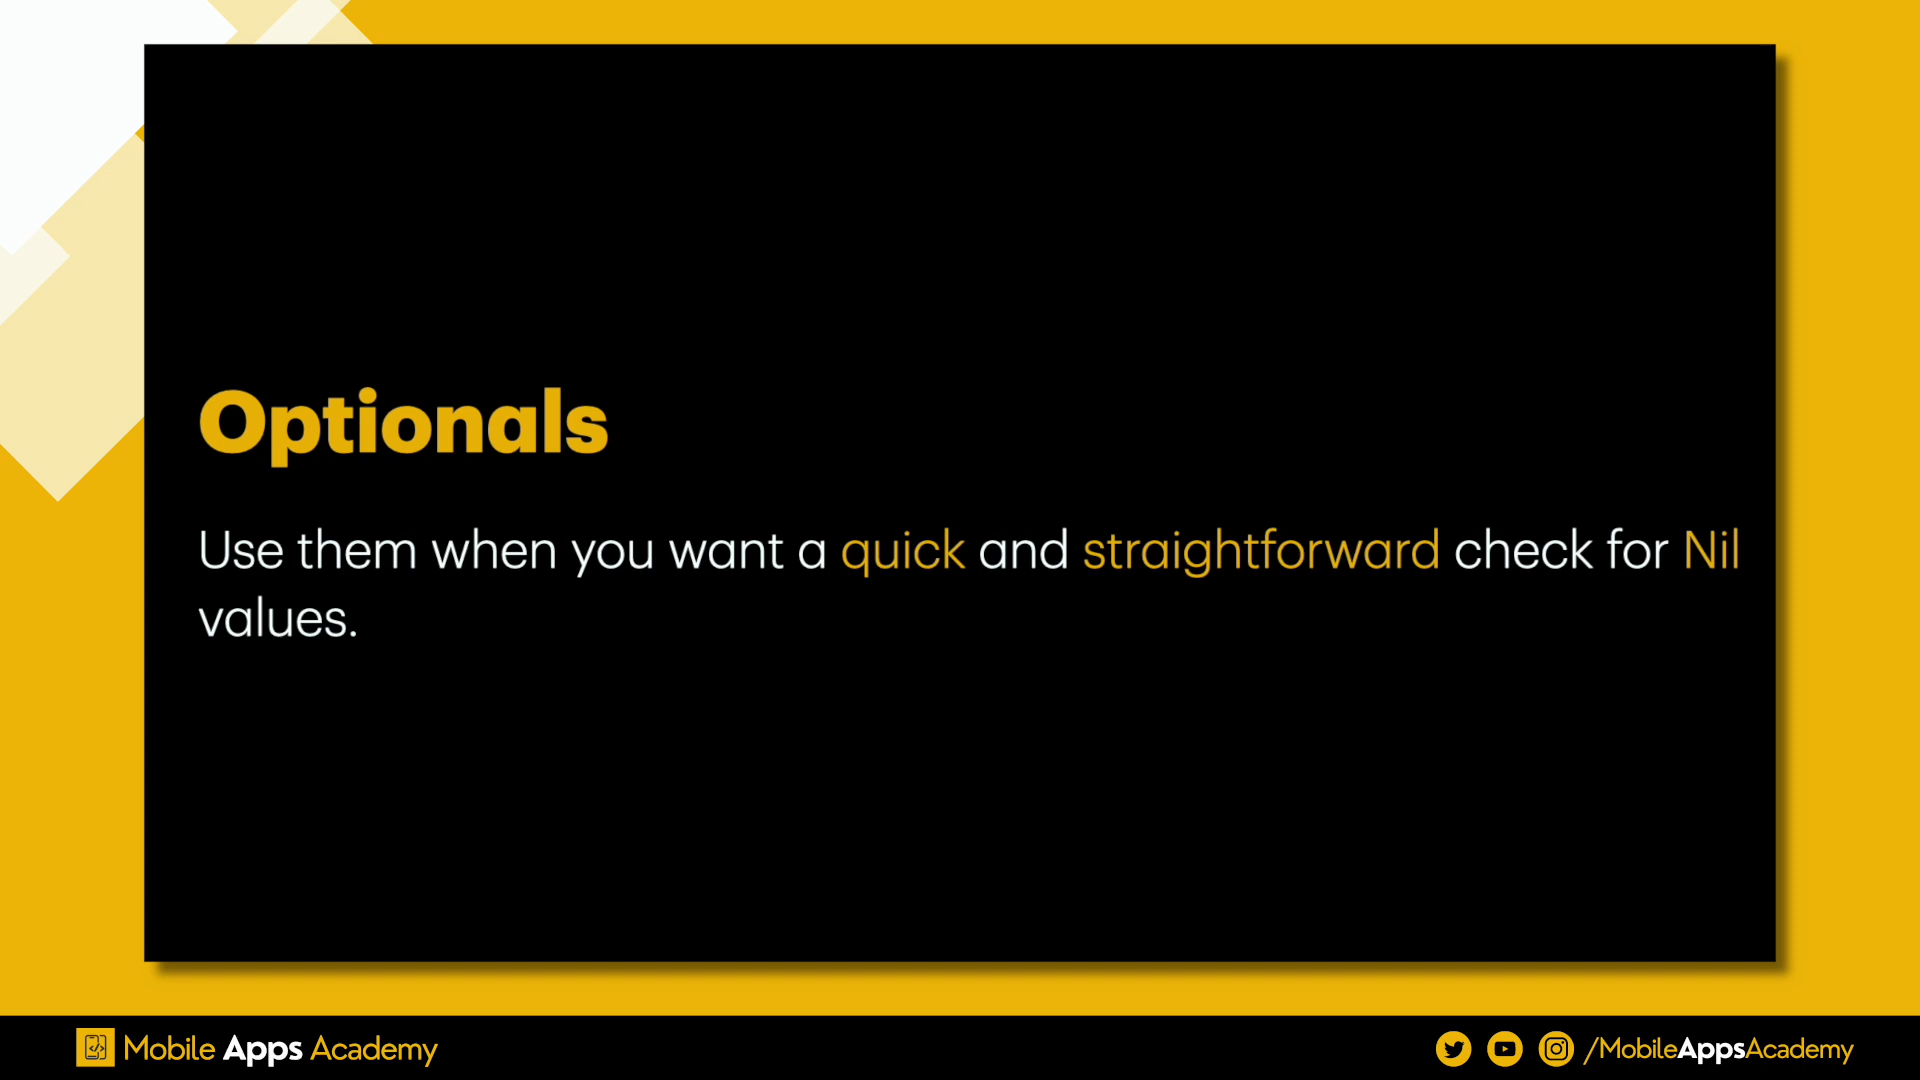 Optionals
Use them when you want a quick and straightforward check for Nil
values.
Mobile Apps Academy
/MobileAppsAcademy